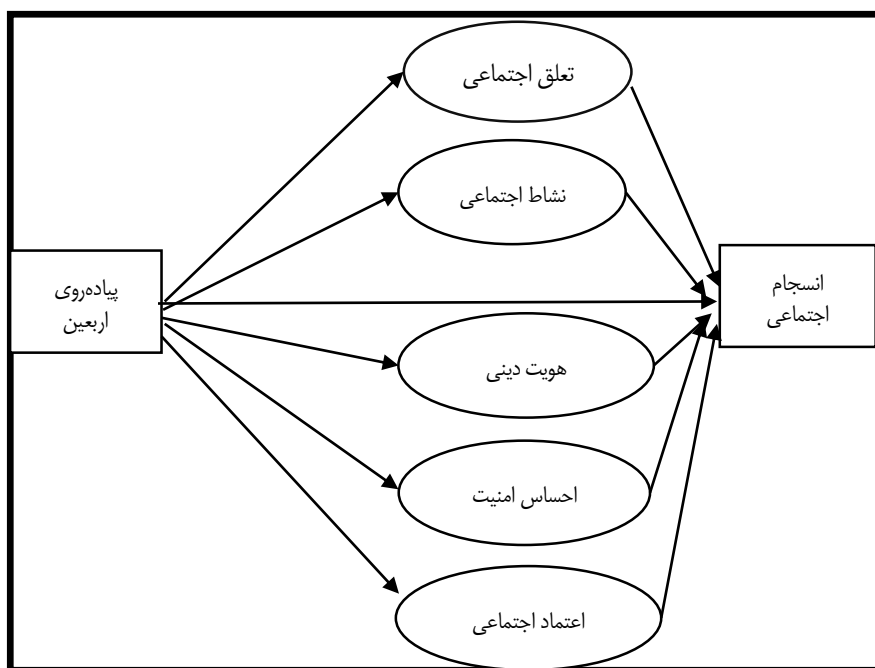 تعلق اجتماعی
نشاط اجتماعی
پیاده‌روی
اربعین
انسجام
اجتماعی
هویت دینی
احساس امنیت
اعتماد اجتماعی